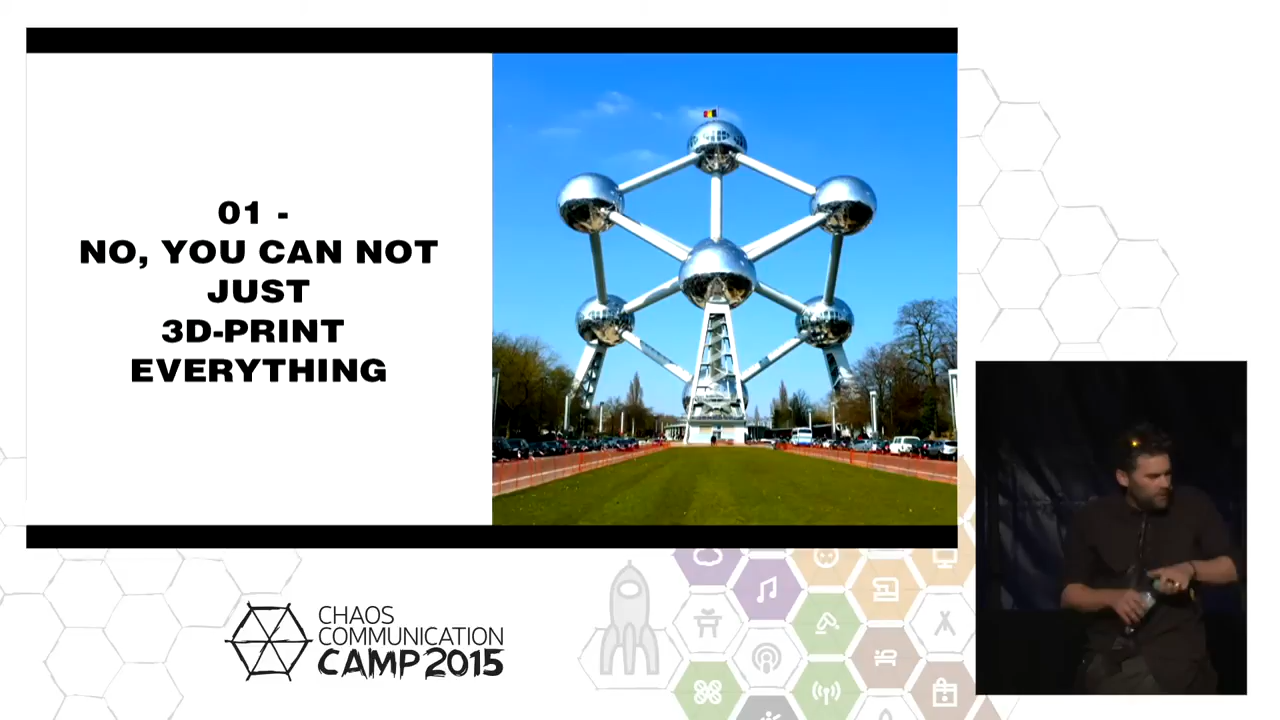 01 -
NO, YOU CAN NOT
JUST
3D-PRINT
EVERYTHING
CHAOS
COMMUNICATION
CAMP 2015